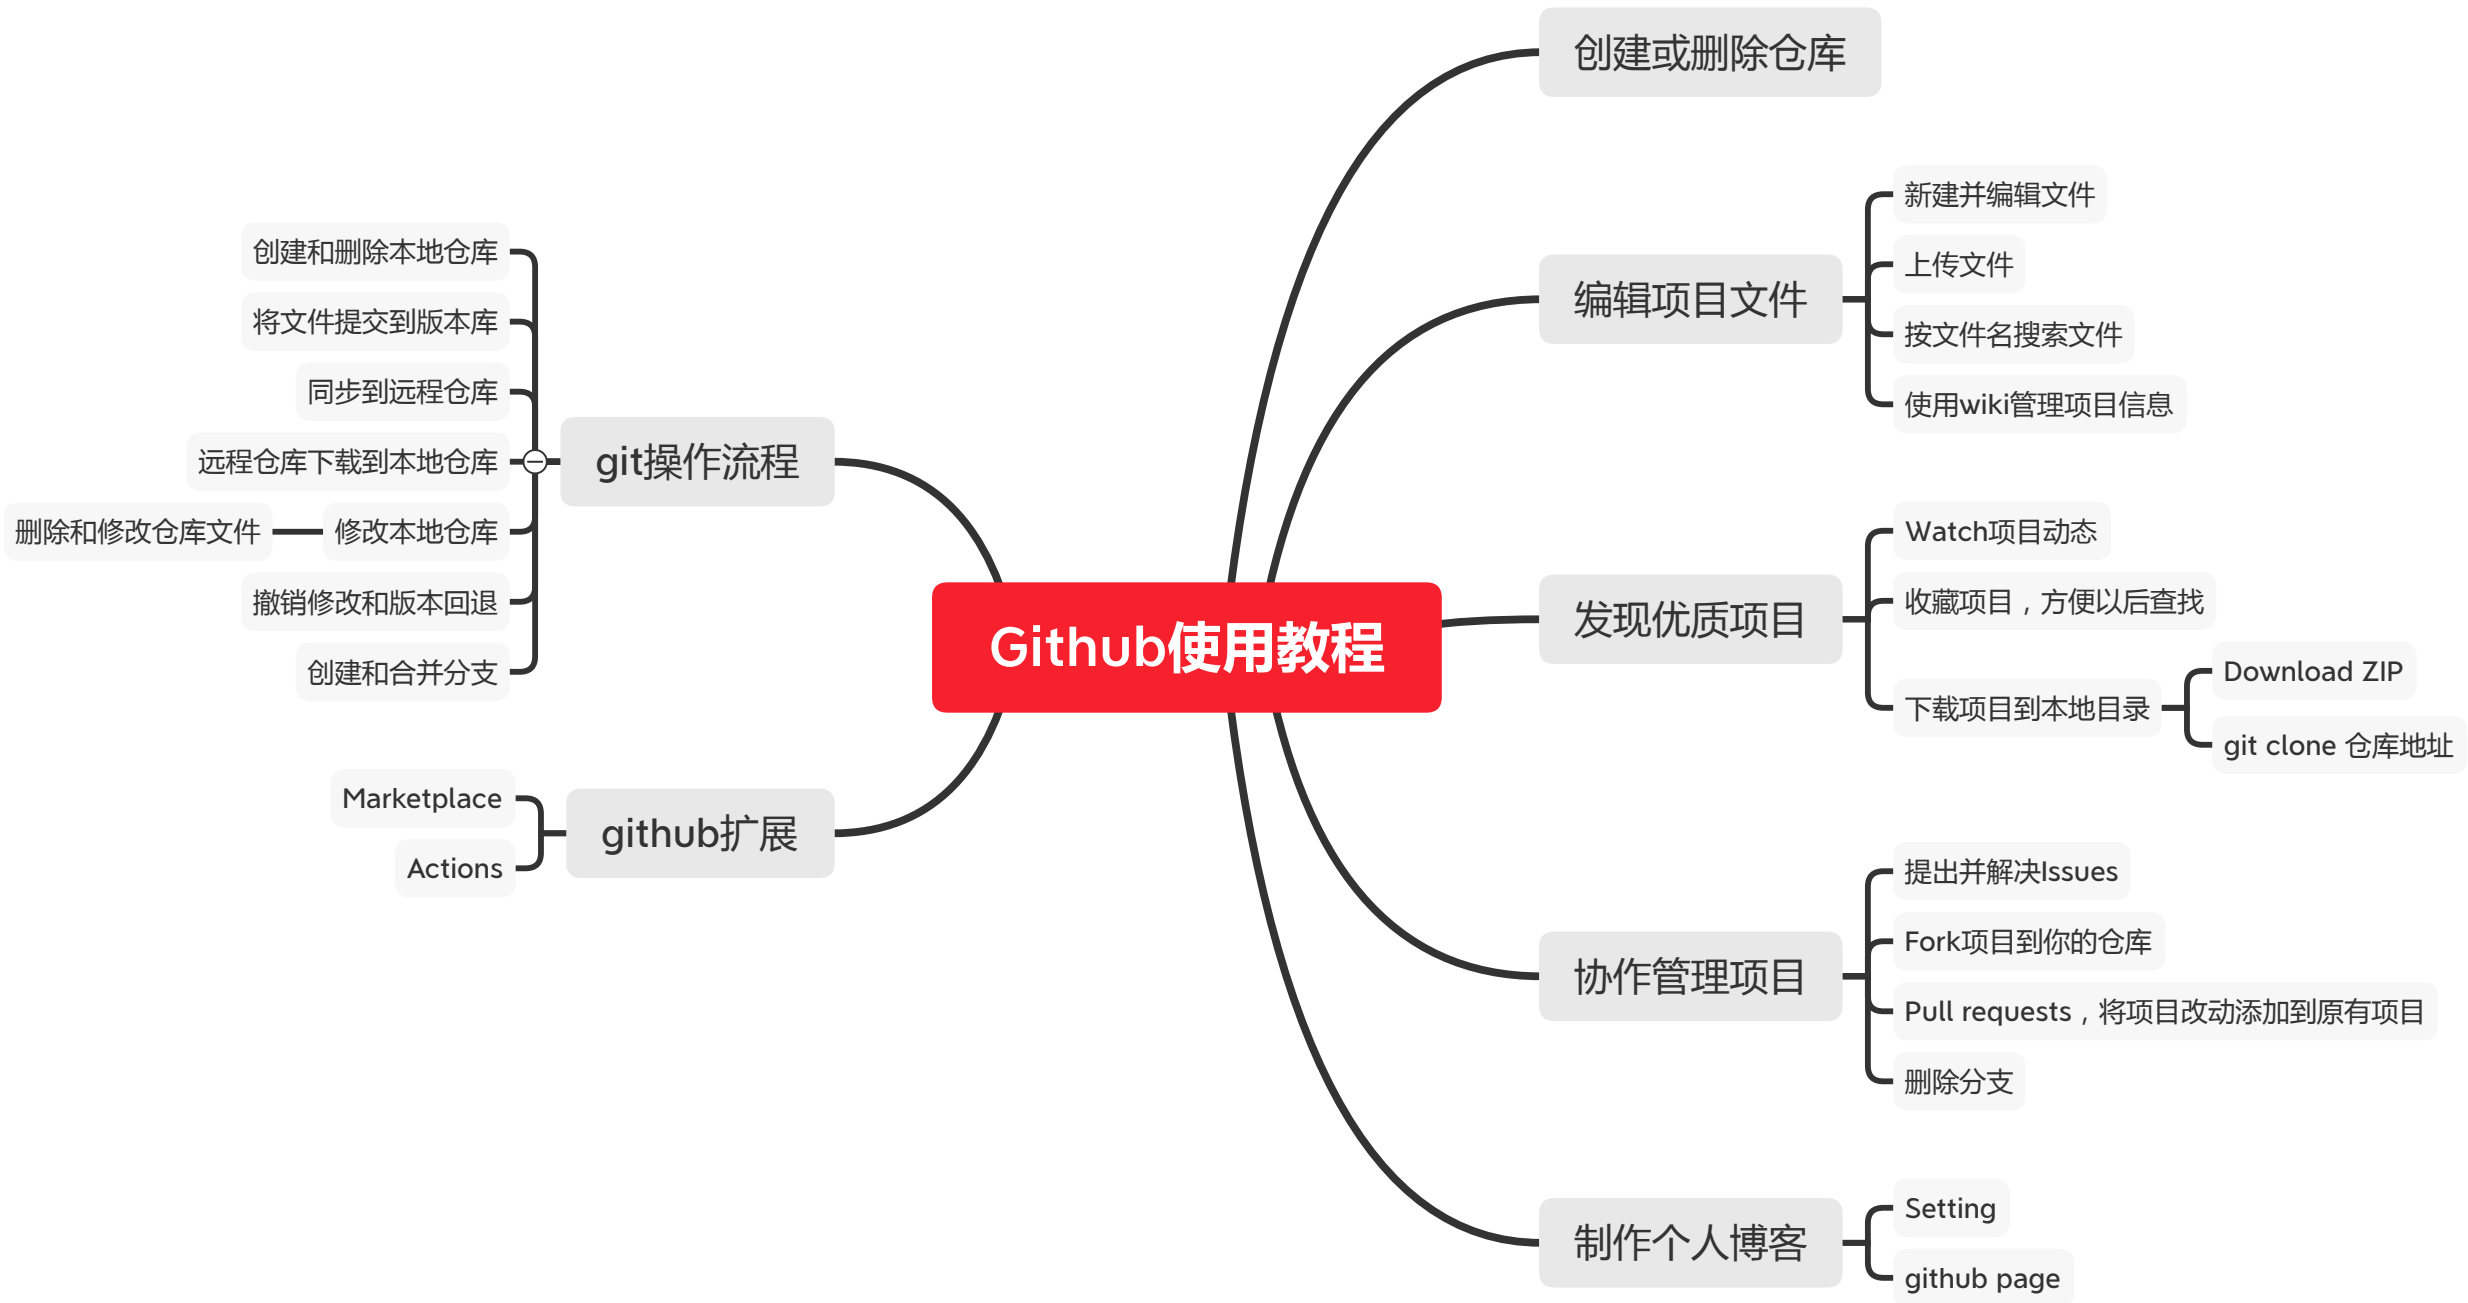 Github使用教程
创建或删除仓库
编辑项目文件
新建并编辑文件
上传文件
按文件名搜索文件
使用wiki管理项目信息
发现优质项目
Watch项目动态
收藏项目，方便以后查找
下载项目到本地目录
Download ZIP
git clone 仓库地址
协作管理项目
提出并解决Issues
Fork项目到你的仓库
Pull requests，将项目改动添加到原有项目
删除分支
制作个人博客
Setting
github page
git操作流程
创建和删除本地仓库
将文件提交到版本库
同步到远程仓库
远程仓库下载到本地仓库
修改本地仓库
删除和修改仓库文件
撤销修改和版本回退
创建和合并分支
github扩展
Marketplace
Actions